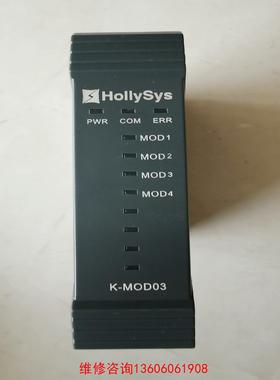 HollySys
PWR COM ERR
MOD1
MOD2
MOD3
MOD4
K-MOD03
维修咨询13606061908